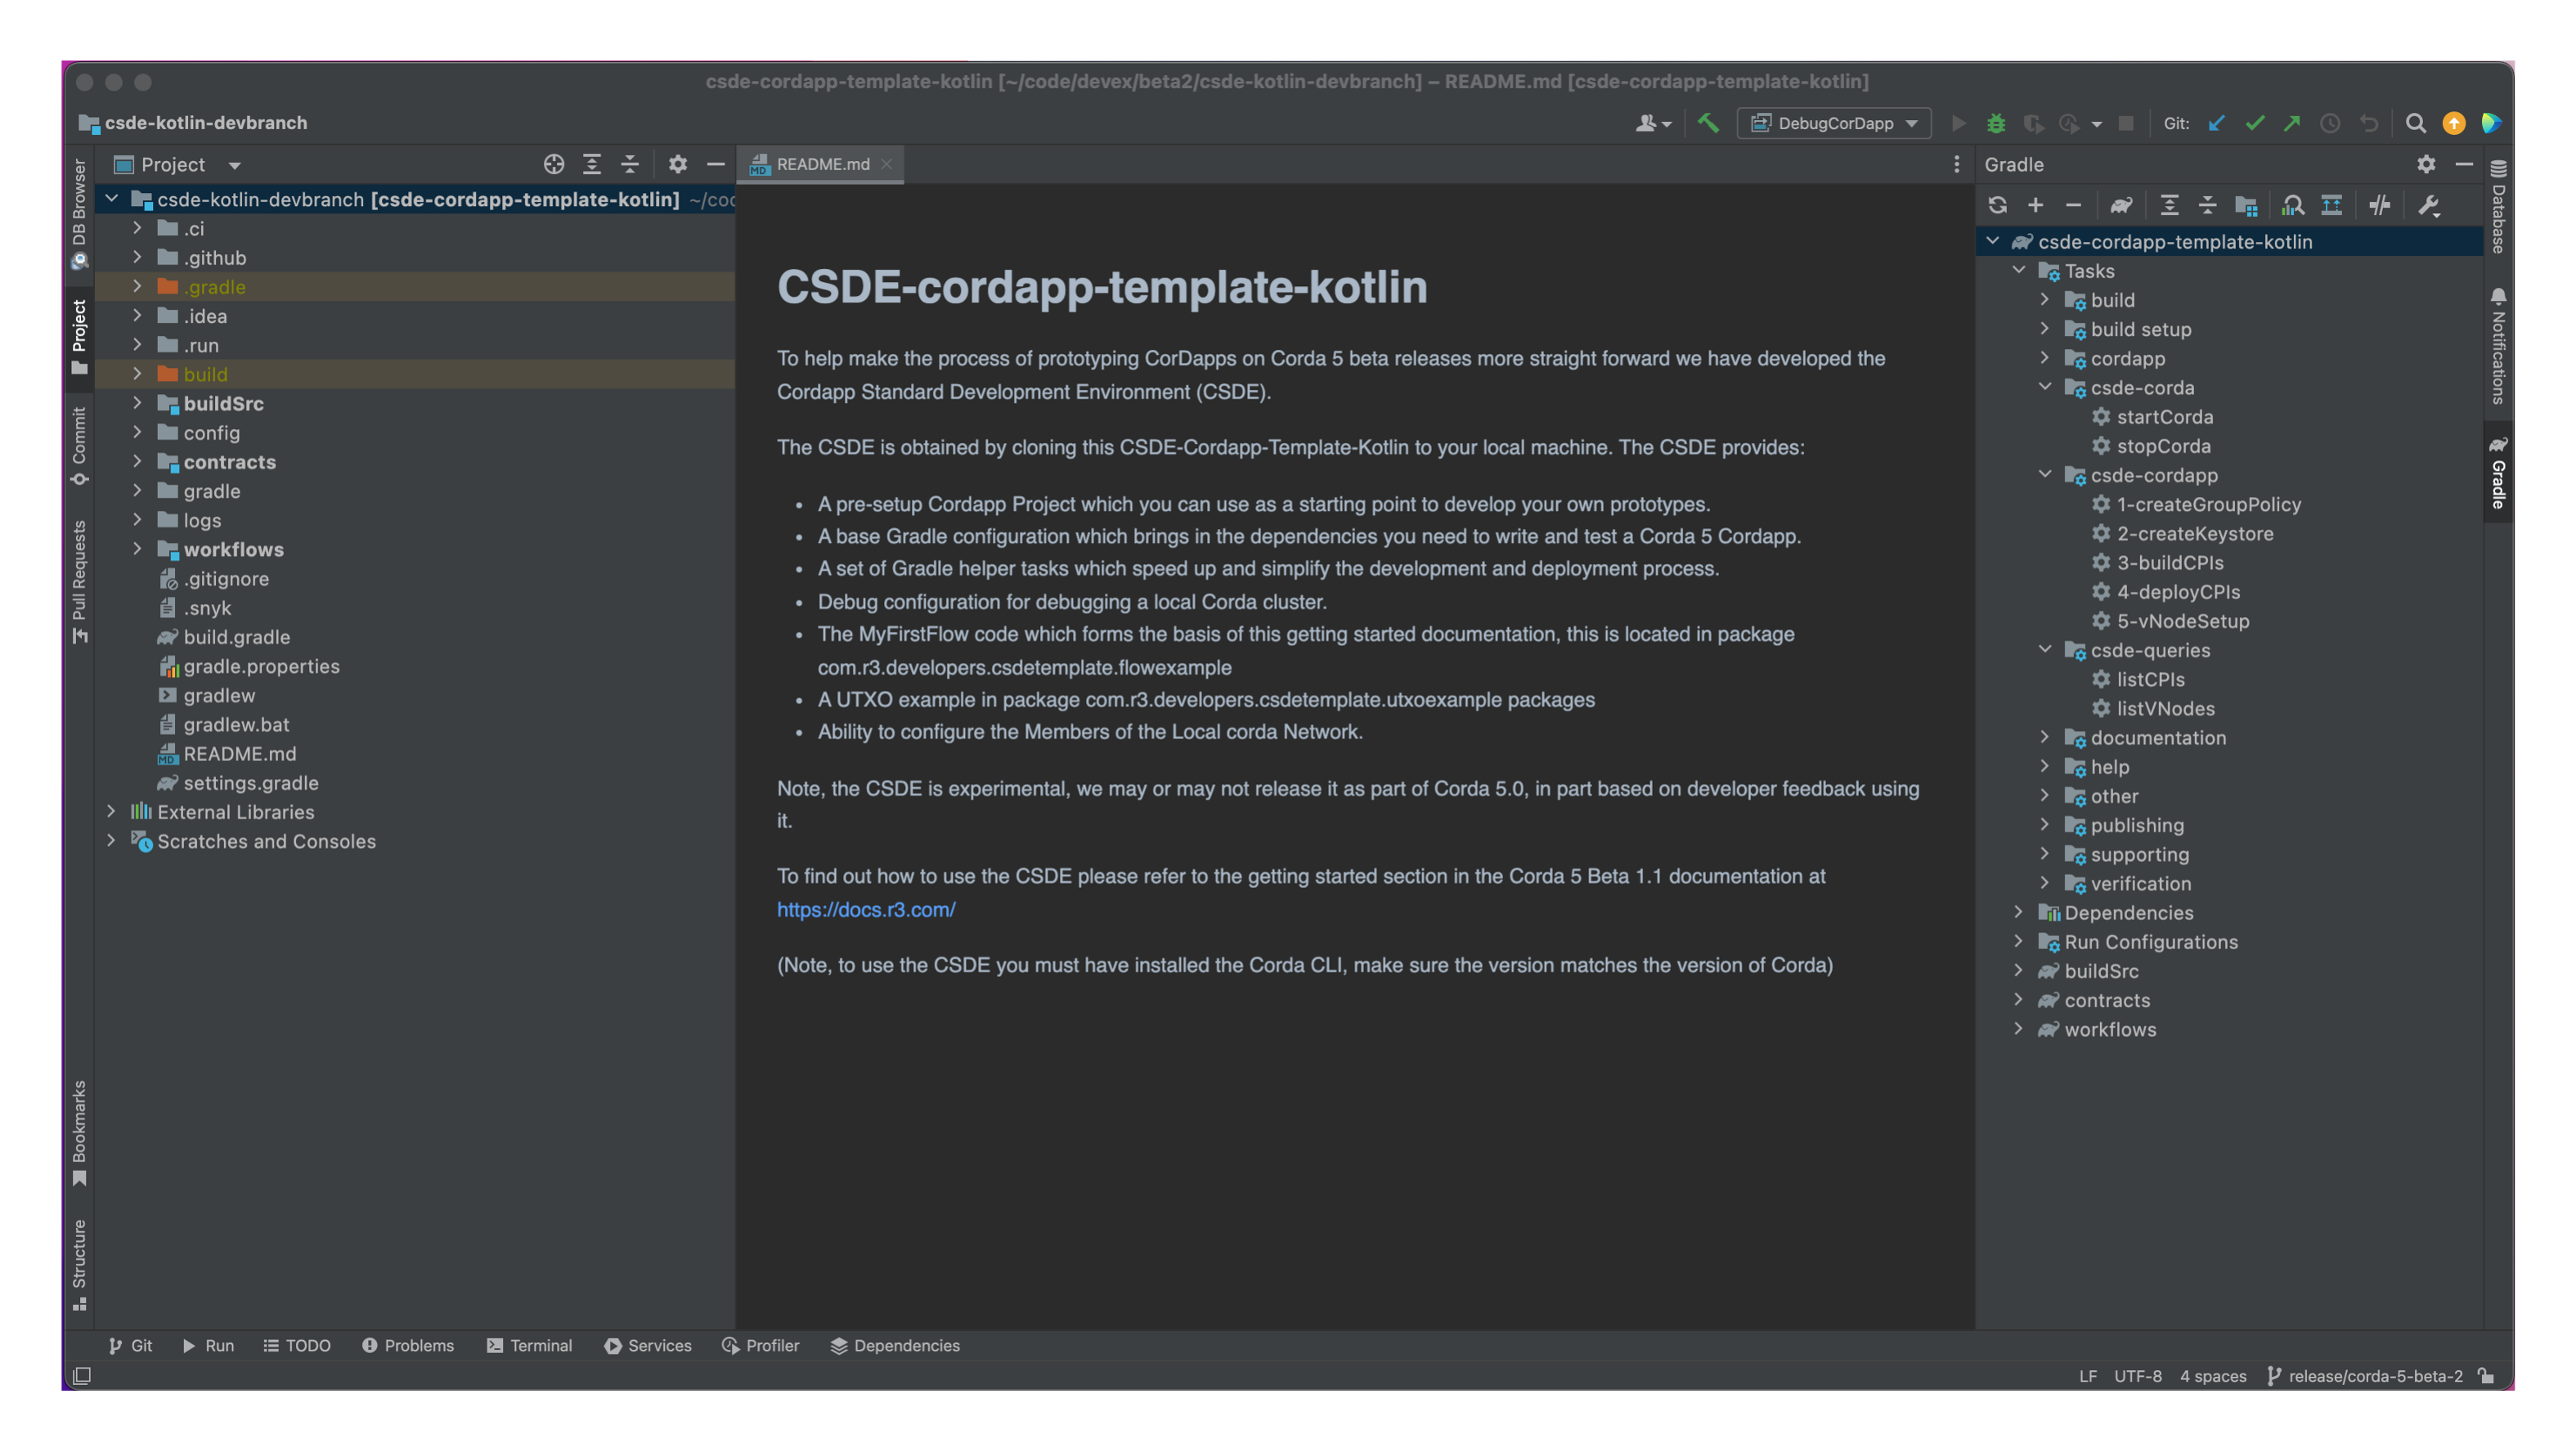 csde-cordapp-template-kotlin [~/code/devex/beta2/csde-kotlin-devbranch] – README.md [csde-cordapp-template-kotlin]
csde-kotlin-devbranch
DebugCorDapp
Git:
DB Browser
Project
Commit
Pull Requests
Bookmarks
Structure
Project
csde-kotlin-devbranch [csde-cordapp-template-kotlin] ~/coc
.ci
.github
.gradle
.idea
.run
build
buildSrc
config
contracts
gradle
logs
workflows
.gitignore
.snyk
build.gradle
gradle.properties
gradlew
gradlew.bat
README.md
settings.gradle
External Libraries
Scratches and Consoles
README.md
CSDE-cordapp-template-kotlin
To help make the process of prototyping CorDapps on Corda 5 beta releases more straight forward we have developed the
Cordapp Standard Development Environment (CSDE).
The CSDE is obtained by cloning this CSDE-Cordapp-Template-Kotlin to your local machine. The CSDE provides:
• A pre-setup Cordapp Project which you can use as a starting point to develop your own prototypes.
• A base Gradle configuration which brings in the dependencies you need to write and test a Corda 5 Cordapp.
• A set of Gradle helper tasks which speed up and simplify the development and deployment process.
• Debug configuration for debugging a local Corda cluster.
• The MyFirstFlow code which forms the basis of this getting started documentation, this is located in package
com.r3.developers.csdetemplate.flowexample
• A UTXO example in package com.r3.developers.csdetemplate.utxoexample packages
• Ability to configure the Members of the Local corda Network.
Note, the CSDE is experimental, we may or may not release it as part of Corda 5.0, in part based on developer feedback using
it.
To find out how to use the CSDE please refer to the getting started section in the Corda 5 Beta 1.1 documentation at
https://docs.r3.com/
(Note, to use the CSDE you must have installed the Corda CLI, make sure the version matches the version of Corda)
Gradle
csde-cordapp-template-kotlin
Tasks
build
build setup
cordapp
csde-corda
startCorda
stopCorda
csde-cordapp
1-createGroupPolicy
2-createKeystore
3-buildCPIs
4-deployCPIs
5-vNodeSetup
csde-queries
listCPIs
listVNodes
documentation
help
other
publishing
supporting
verification
Dependencies
Run Configurations
buildSrc
contracts
workflows
Database
Notifications
Gradle
Git
Run
TODO
Problems
Terminal
Services
Profiler
Dependencies
LF UTF-8 4 spaces release/corda-5-beta-2